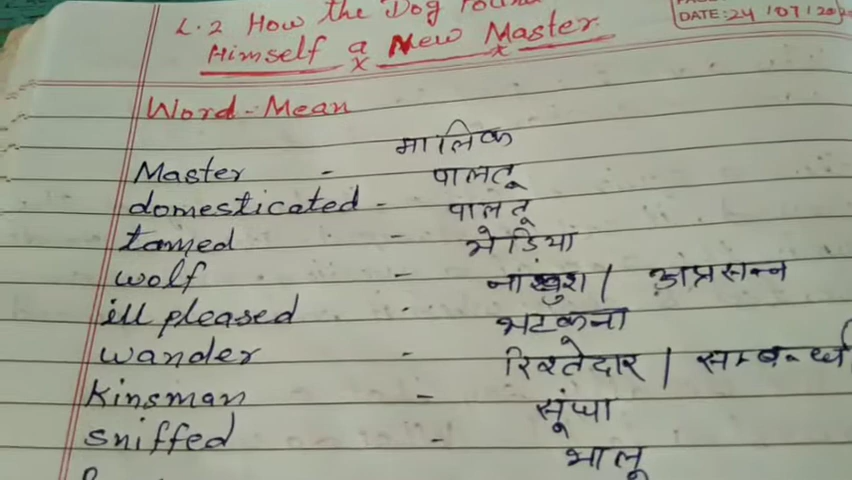 L.2 How the Dog Found
Himself a New Master
DATE: 24/07/20
Word-Mean
Master - मालिक
domesticated - पालतू
tamed - पालतू
wolf - भेड़िया
ill pleased - नाखुश / अप्रसन्न
wander - भटकना
Kinsman - रिश्तेदार / सम्बन्धी
sniffed - सूंघा
भालू